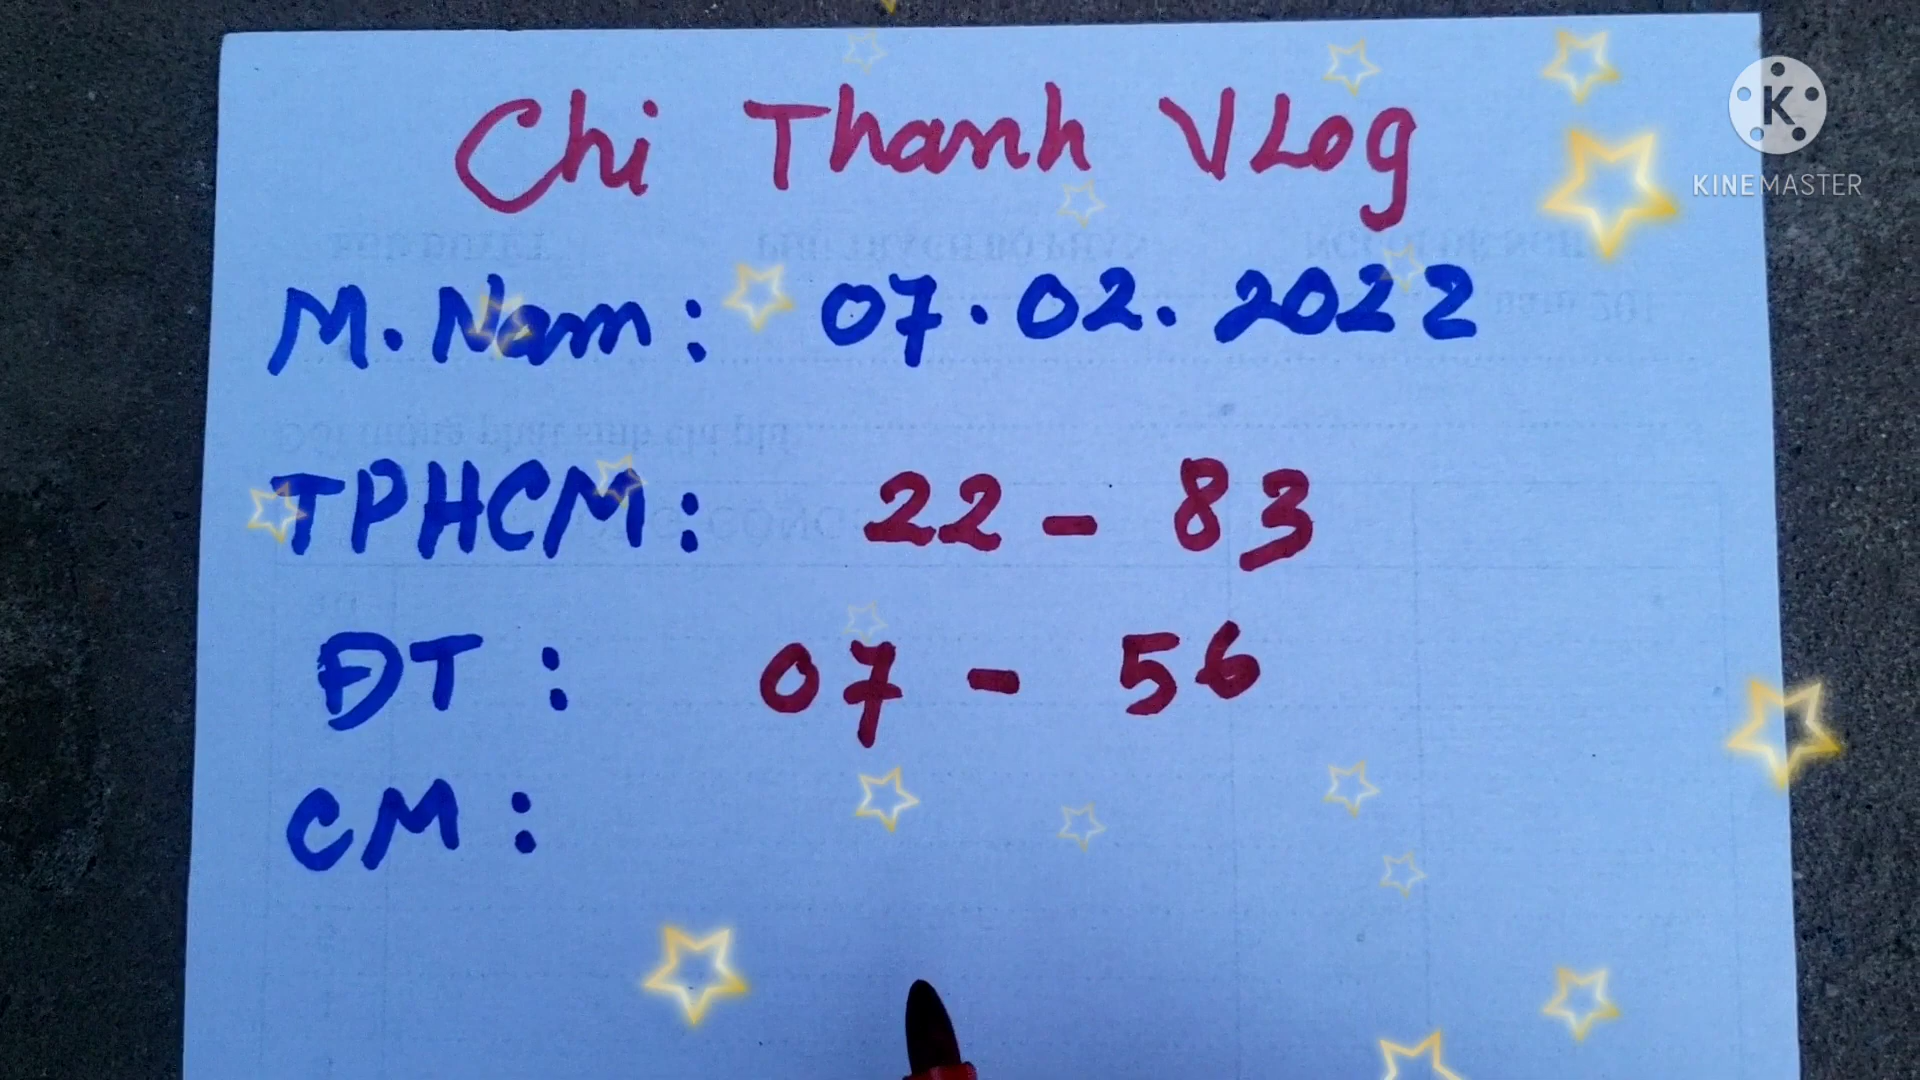 Chi Thanh VLog
KINEMASTER
M. Nam: 07.02.2022
TPHCM: 22 - 83
ĐT: 07 - 56
CM: